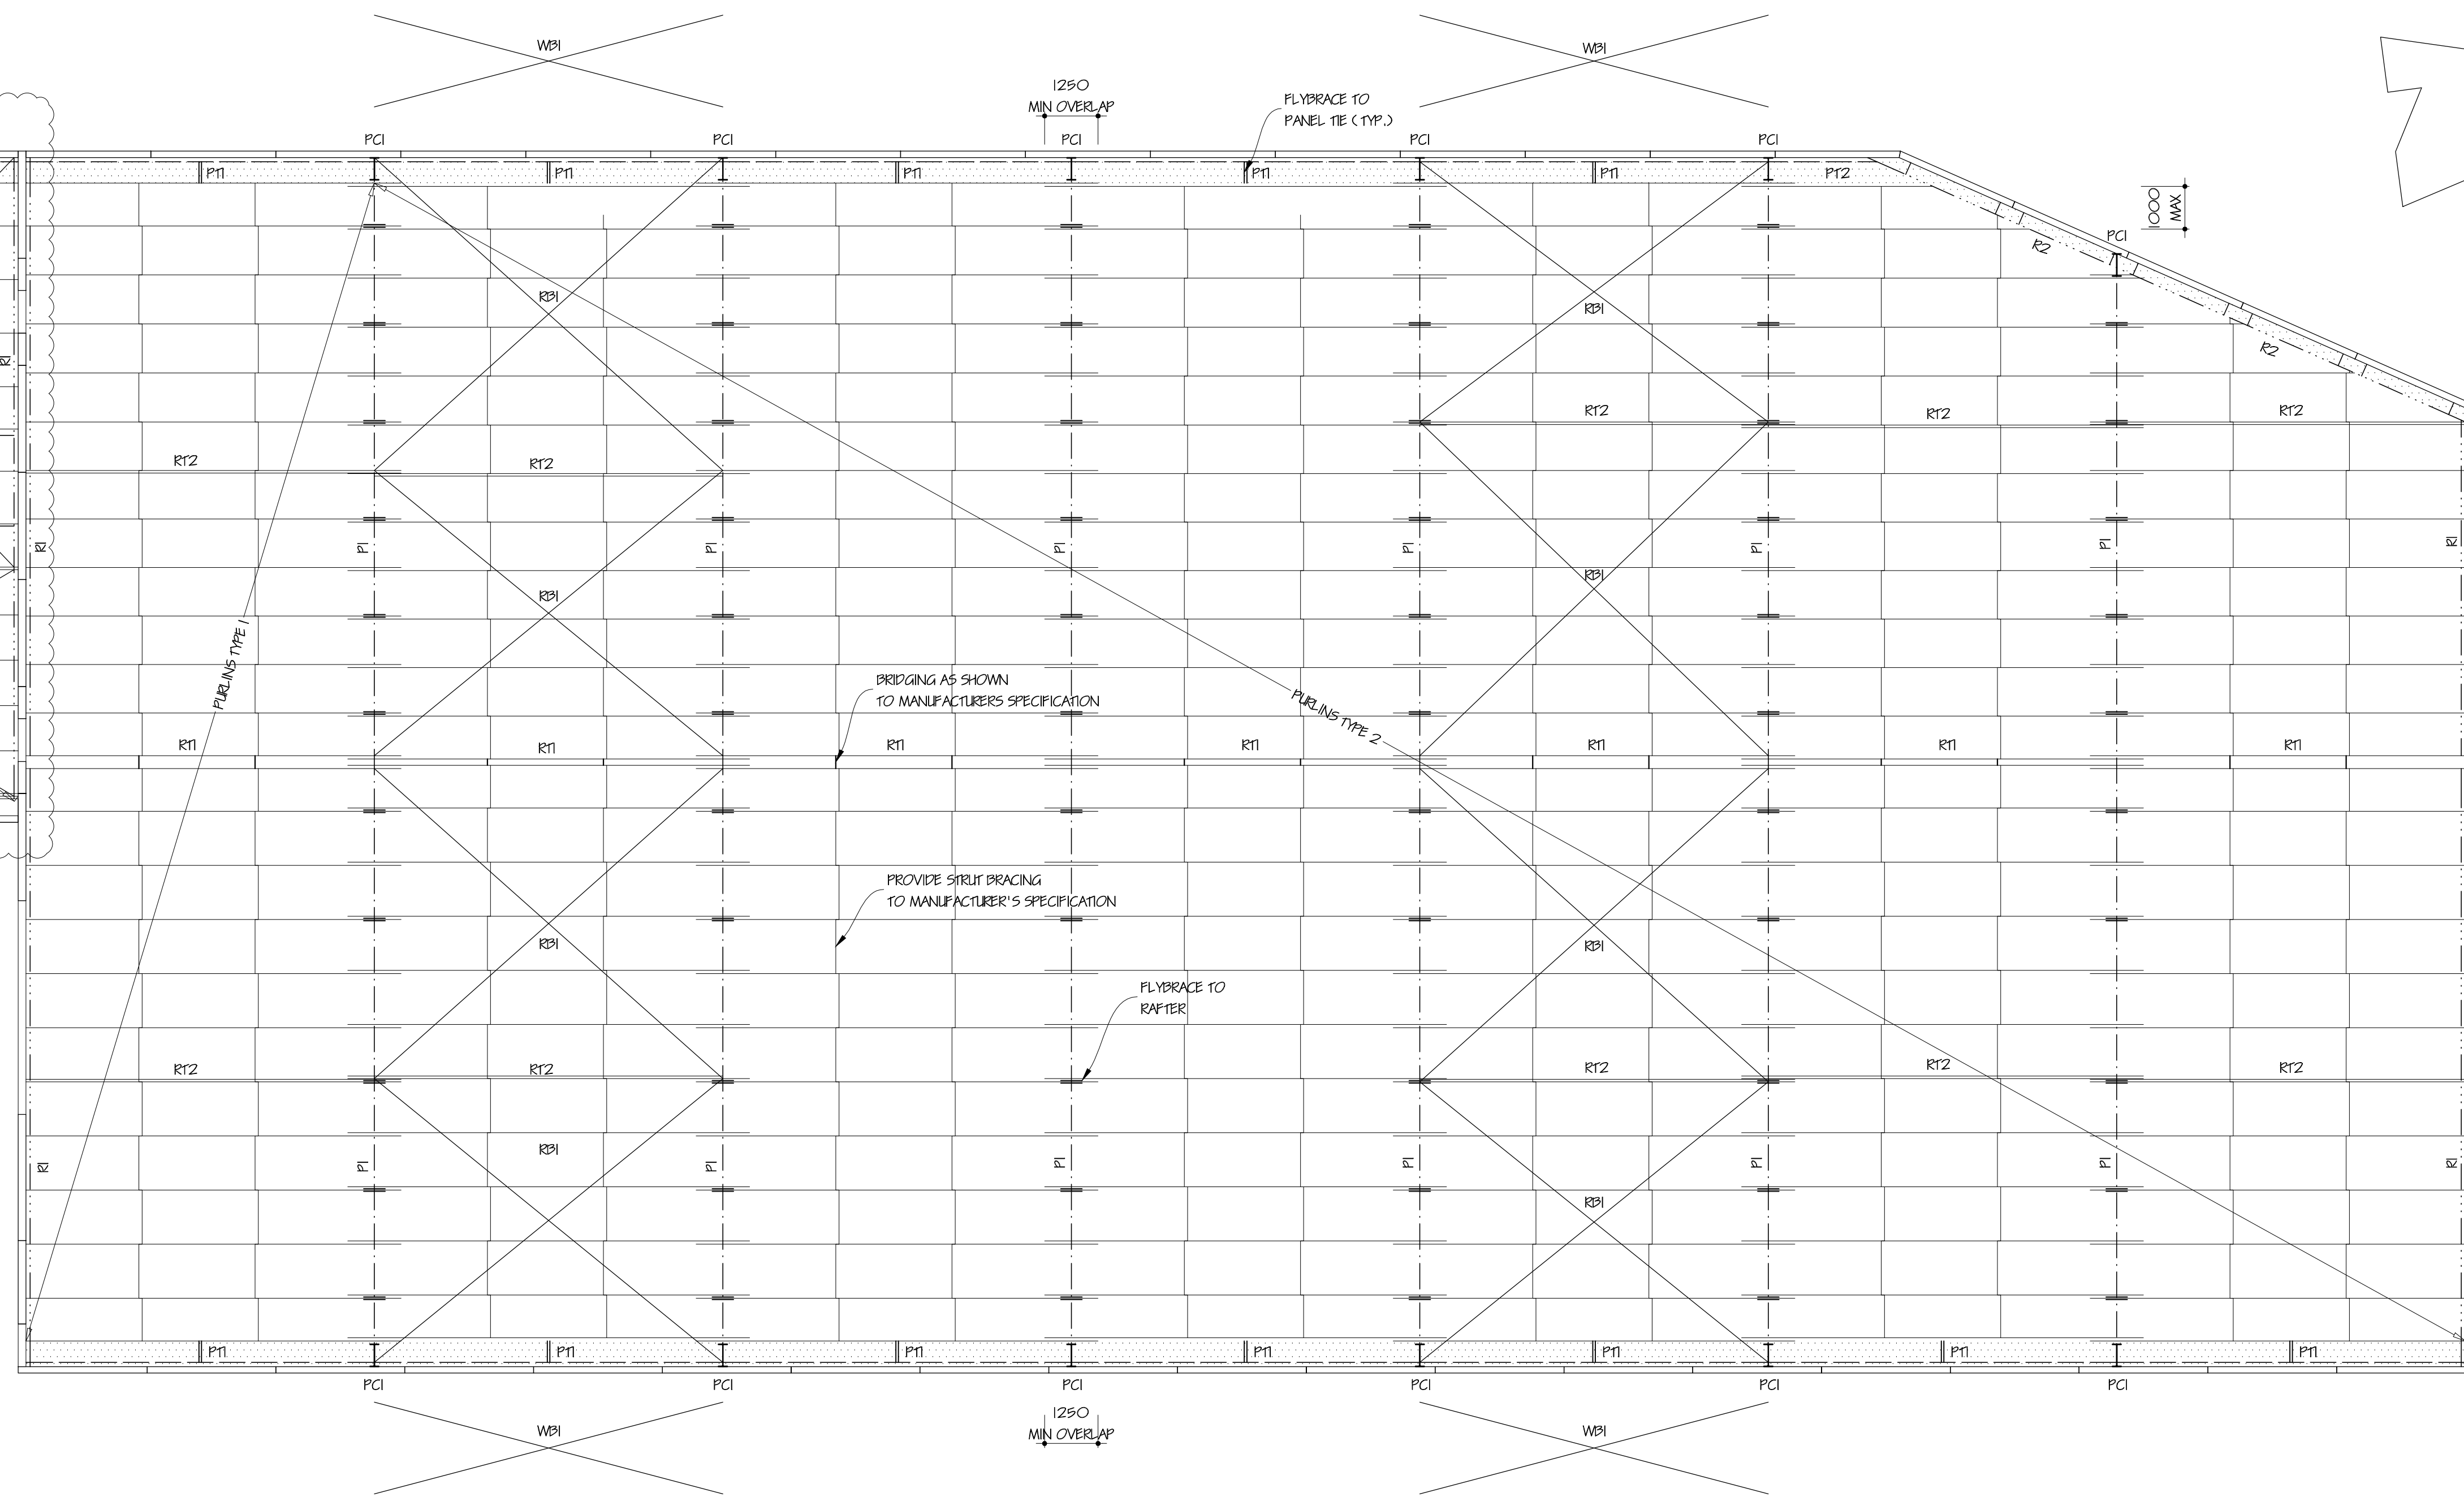 WB1
WB1
1250
MIN OVERLAP
FLYBRACE TO
PANEL TIE (TYP.)
PC1
PC1
PC1
PC1
PC1
PT1
PT1
PT1
PT1
PT1
PT2
1000
MAX
PC1
R2
R2
RB1
RB1
R1
RT2
RT2
RT2
RT2
RT2
R1
P1
P1
P1
P1
P1
P1
R1
RB1
RB1
PURLINS TYPE 1
BRIDGING AS SHOWN
TO MANUFACTURERS SPECIFICATION
PURLINS TYPE 2
RT1
RT1
RT1
RT1
RT1
RT1
RT1
PROVIDE STRUT BRACING
TO MANUFACTURER'S SPECIFICATION
RB1
RB1
FLYBRACE TO
RAFTER
RT2
RT2
RT2
RT2
RT2
RB1
R1
P1
P1
P1
P1
P1
P1
R1
RB1
PT1
PT1
PT1
PT1
PT1
PT1
PT1
PC1
PC1
PC1
PC1
PC1
PC1
1250
MIN OVERLAP
WB1
WB1